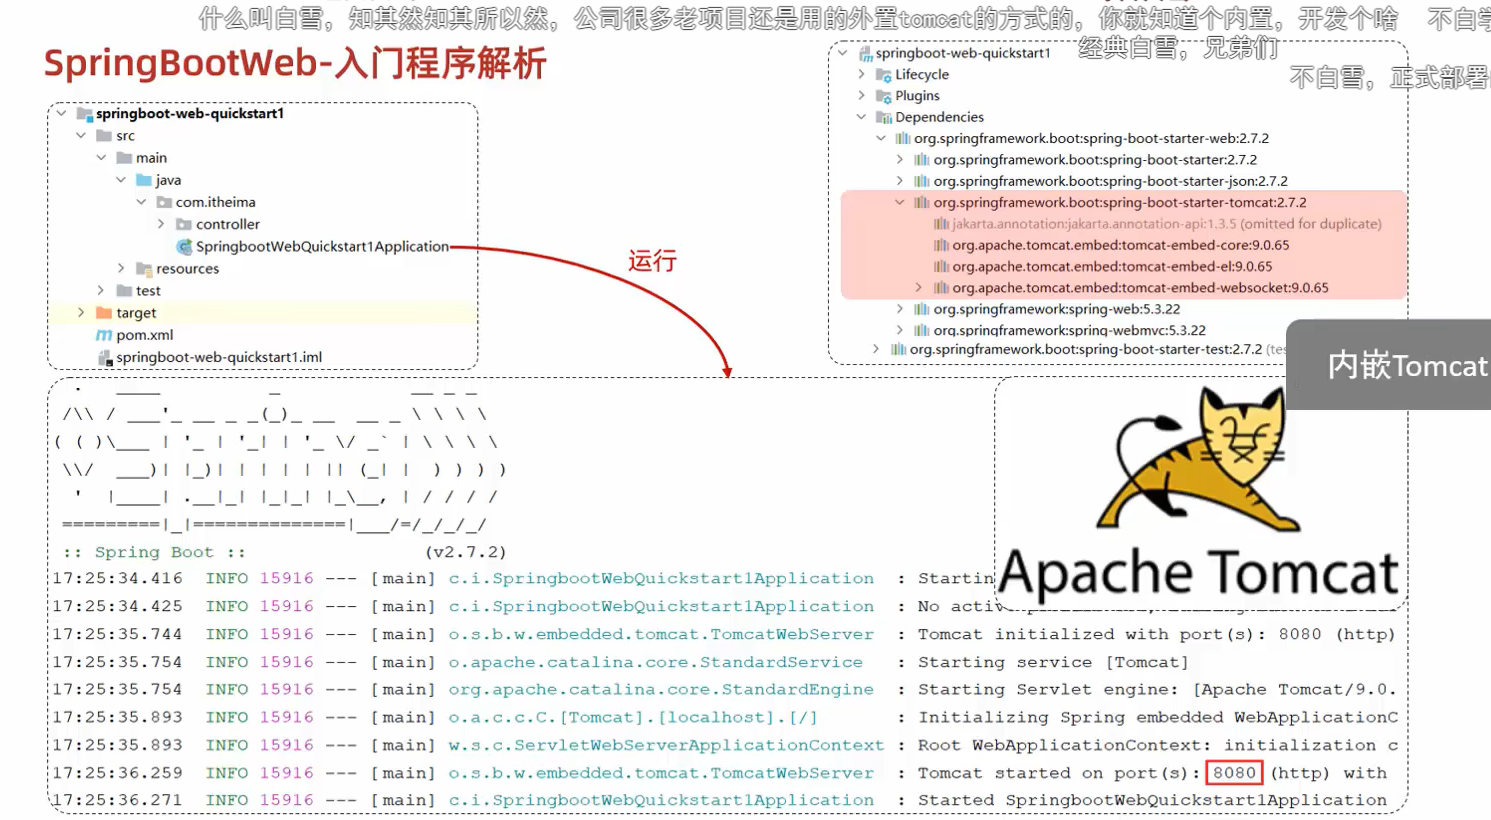 什么叫白雪，知其然知其所以然，公司很多老项目还是用的外置tomcat的方式的，你就知道个内置，开发个啥
不白学
经典白雪，兄弟们
不白雪，正式部署
SpringBootWeb-入门程序解析
springboot-web-quickstart1
src
main
java
com.itheima
controller
SpringbootWebQuickstart1Application
resources
test
target
pom.xml
springboot-web-quickstart1.iml
运行
springboot-web-quickstart1
Lifecycle
Plugins
Dependencies
org.springframework.boot:spring-boot-starter-web:2.7.2
org.springframework.boot:spring-boot-starter:2.7.2
org.springframework.boot:spring-boot-starter-json:2.7.2
org.springframework.boot:spring-boot-starter-tomcat:2.7.2
jakarta.annotation:jakarta.annotation-api:1.3.5 (omitted for duplicate)
org.apache.tomcat.embed:tomcat-embed-core:9.0.65
org.apache.tomcat.embed:tomcat-embed-el:9.0.65
org.apache.tomcat.embed:tomcat-embed-websocket:9.0.65
org.springframework:spring-web:5.3.22
org.springframework:spring-webmvc:5.3.22
org.springframework.boot:spring-boot-starter-test:2.7.2 (tes
内嵌Tomcat
Apache Tomcat
:: Spring Boot :: (v2.7.2)
17:25:34.416 INFO 15916 --- [main] c.i.SpringbootWebQuickstart1Application : Startin
17:25:34.425 INFO 15916 --- [main] c.i.SpringbootWebQuickstart1Application : No activ
17:25:35.744 INFO 15916 --- [main] o.s.b.w.embedded.tomcat.TomcatWebServer : Tomcat initialized with port(s): 8080 (http)
17:25:35.754 INFO 15916 --- [main] o.apache.catalina.core.StandardService : Starting service [Tomcat]
17:25:35.754 INFO 15916 --- [main] org.apache.catalina.core.StandardEngine : Starting Servlet engine: [Apache Tomcat/9.0.
17:25:35.893 INFO 15916 --- [main] o.a.c.c.C.[Tomcat].[localhost].[/] : Initializing Spring embedded WebApplicationC
17:25:35.893 INFO 15916 --- [main] w.s.c.ServletWebServerApplicationContext : Root WebApplicationContext: initialization c
17:25:36.259 INFO 15916 --- [main] o.s.b.w.embedded.tomcat.TomcatWebServer : Tomcat started on port(s): 8080 (http) with
17:25:36.271 INFO 15916 --- [main] c.i.SpringbootWebQuickstart1Application : Started SpringbootWebQuickstart1Application